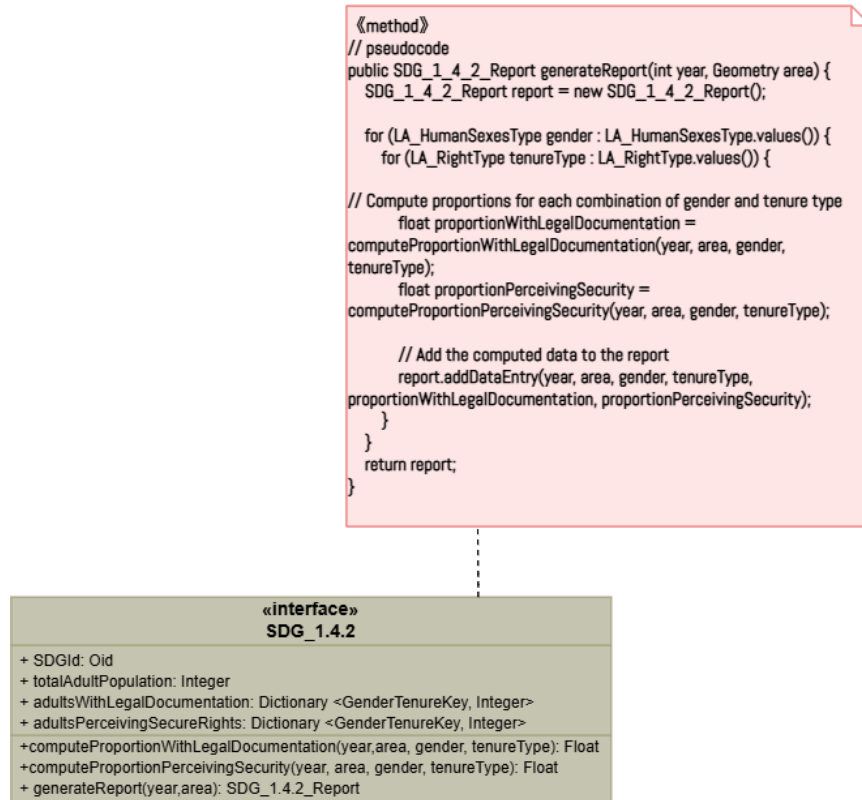 《method》
// pseudocode
public SDG_1_4_2_Report generateReport(int year, Geometry area) {
SDG_1_4_2_Report report = new SDG_1_4_2_Report();
for (LA_HumanSexesType gender : LA_HumanSexesType.values()) {
for (LA_RightType tenureType : LA_RightType.values()) {
// Compute proportions for each combination of gender and tenure type
float proportionWithLegalDocumentation =
computeProportionWithLegalDocumentation(year, area, gender,
tenureType);
float proportionPerceivingSecurity =
computeProportionPerceivingSecurity(year, area, gender, tenureType);
// Add the computed data to the report
report.addDataEntry(year, area, gender, tenureType,
proportionWithLegalDocumentation, proportionPerceivingSecurity);
}
}
return report;
}
«interface»
SDG_1.4.2
+ SDGId: Oid
+ totalAdultPopulation: Integer
+ adultsWithLegalDocumentation: Dictionary <GenderTenureKey, Integer>
+ adultsPerceivingSecureRights: Dictionary <GenderTenureKey, Integer>
+computeProportionWithLegalDocumentation(year,area, gender, tenureType): Float
+computeProportionPerceivingSecurity(year, area, gender, tenureType): Float
+ generateReport(year,area): SDG_1.4.2_Report